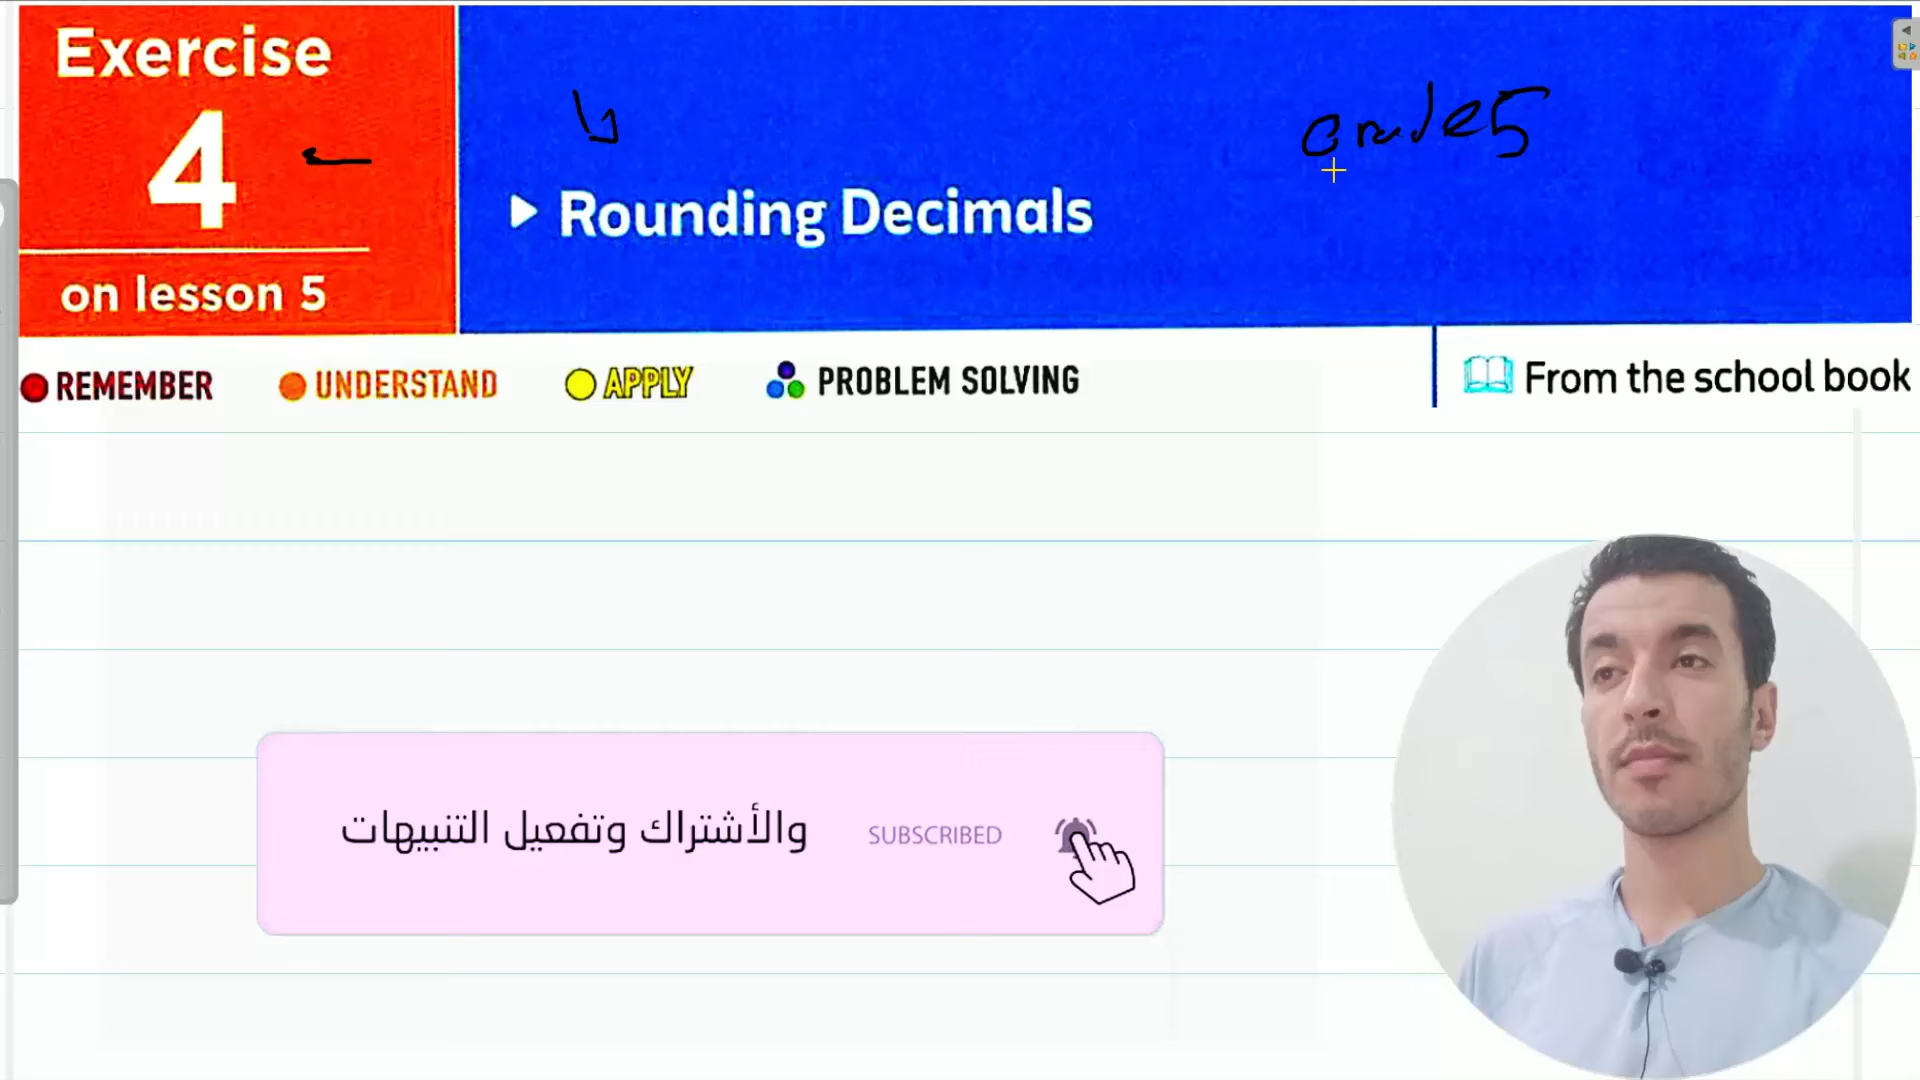 Exercise
4
on lesson 5
grade5
Rounding Decimals
REMEMBER UNDERSTAND APPLY PROBLEM SOLVING From the school book
والأشتراك وتفعيل التنبيهات SUBSCRIBED